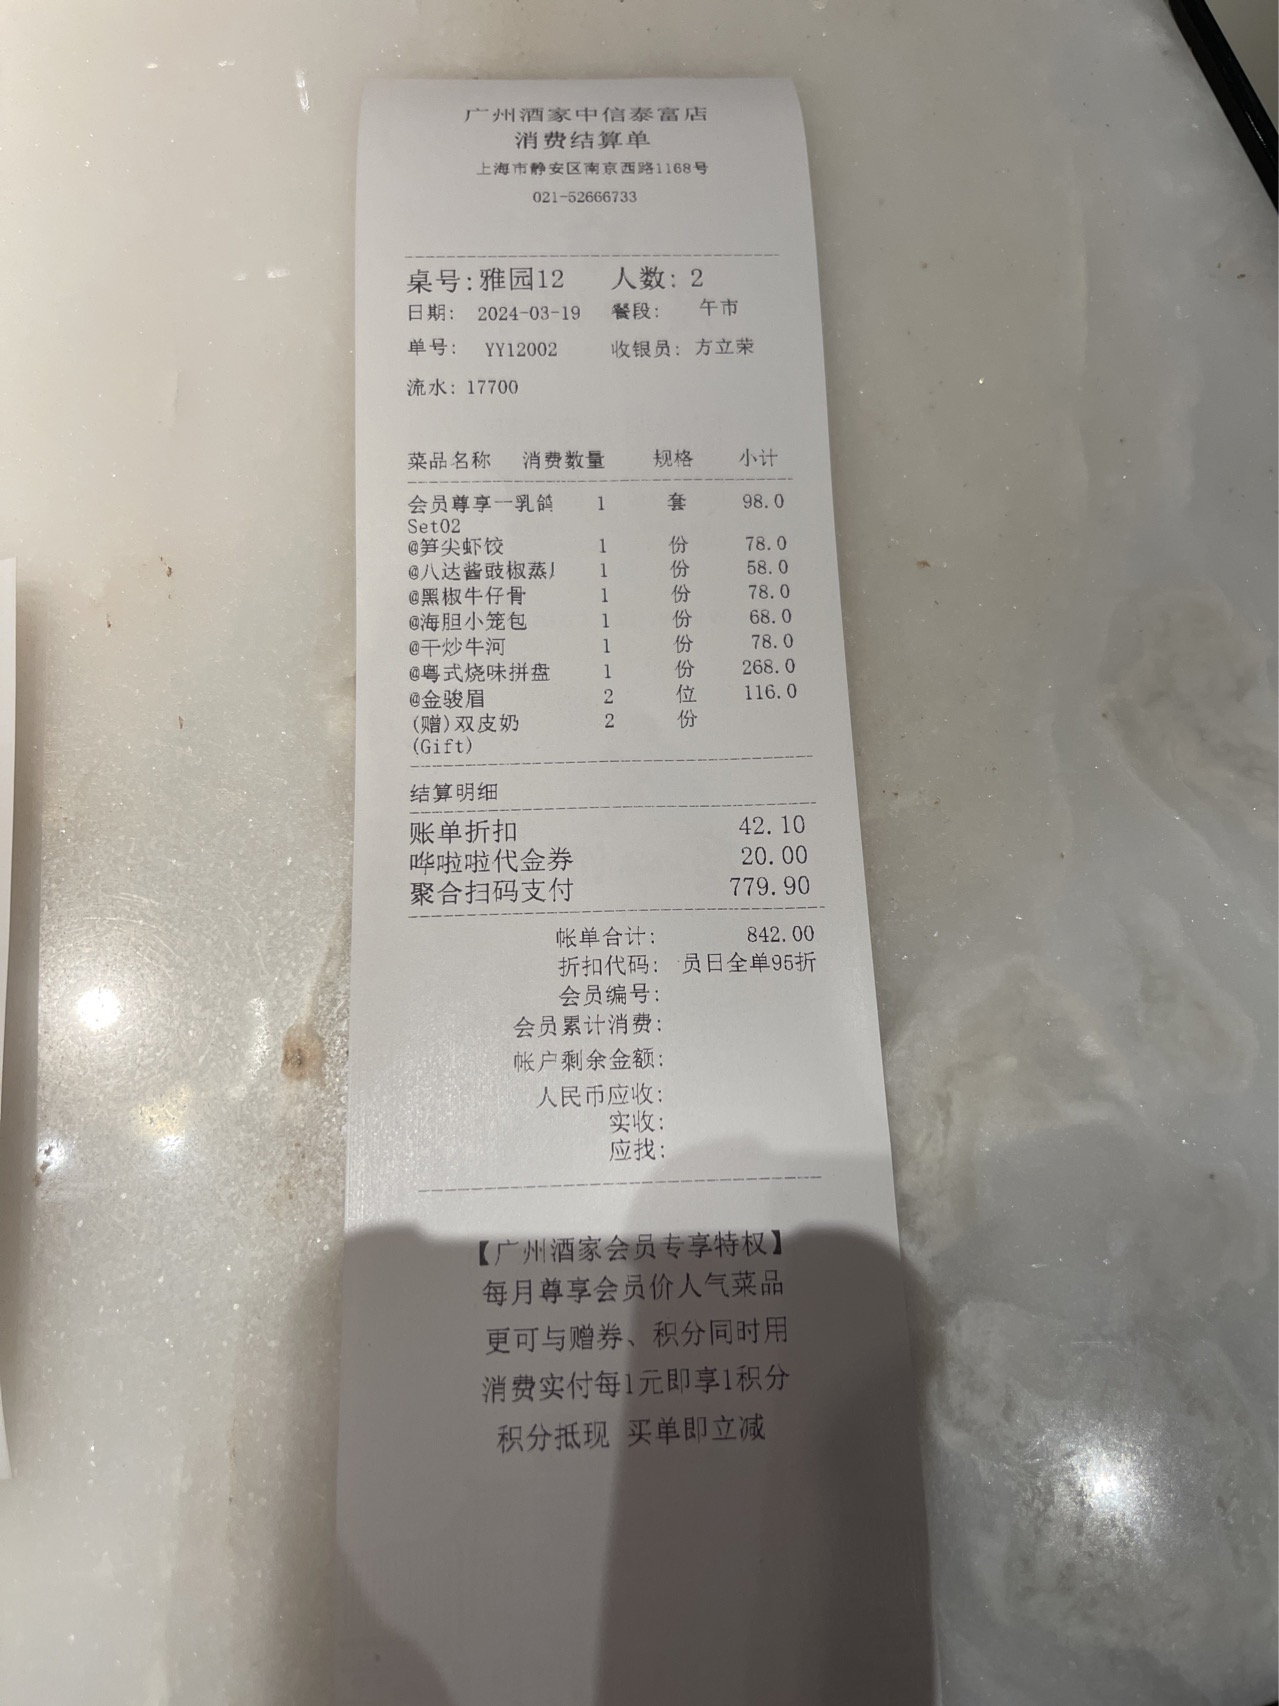 广州酒家中信泰富店
消费结算单
上海市静安区南京西路1168号
021-52666733
桌号:雅园12 人数: 2
日期: 2024-03-19 餐段: 午市
单号: YY12002 收银员: 方立荣
流水: 17700
菜品名称 消费数量 规格 小计
会员尊享一乳鸽 1 套 98.0
Set02
@笋尖虾饺 1 份 78.0
@八达酱豉椒蒸 1 份 58.0
@黑椒牛仔骨 1 份 78.0
@海胆小笼包 1 份 68.0
@干炒牛河 1 份 78.0
@粤式烧味拼盘 1 份 268.0
@金骏眉 2 位 116.0
(赠)双皮奶 2 份
(Gift)
结算明细
账单折扣 42.10
哗啦啦代金券 20.00
聚合扫码支付 779.90
帐单合计: 842.00
折扣代码: 员日全单95折
会员编号:
会员累计消费:
帐户剩余金额:
人民币应收:
实收:
应找:
【广州酒家会员专享特权】
每月尊享会员价人气菜品
更可与赠券、积分同时用
消费实付每1元即享1积分
积分抵现 买单即立减